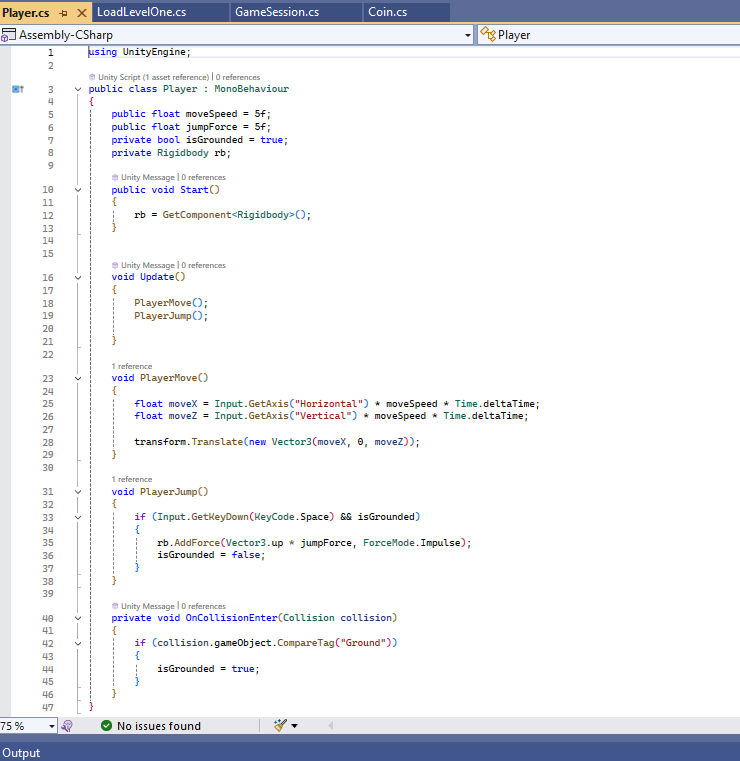 Player.cs LoadLevelOne.cs GameSession.cs Coin.cs
Assembly-CSharp Player
1 using UnityEngine;
2
Unity Script (1 asset reference) | 0 references
3 public class Player : MonoBehaviour
4 {
5 public float moveSpeed = 5f;
6 public float jumpForce = 5f;
7 private bool isGrounded = true;
8 private Rigidbody rb;
9
Unity Message | 0 references
10 public void Start()
11 {
12 rb = GetComponent<Rigidbody>();
13 }
14
15
Unity Message | 0 references
16 void Update()
17 {
18 PlayerMove();
19 PlayerJump();
20
21 }
22
1 reference
23 void PlayerMove()
24 {
25 float moveX = Input.GetAxis("Horizontal") * moveSpeed * Time.deltaTime;
26 float moveZ = Input.GetAxis("Vertical") * moveSpeed * Time.deltaTime;
27
28 transform.Translate(new Vector3(moveX, 0, moveZ));
29 }
30
1 reference
31 void PlayerJump()
32 {
33 if (Input.GetKeyDown(KeyCode.Space) && isGrounded)
34 {
35 rb.AddForce(Vector3.up * jumpForce, ForceMode.Impulse);
36 isGrounded = false;
37 }
38 }
39
Unity Message | 0 references
40 private void OnCollisionEnter(Collision collision)
41 {
42 if (collision.gameObject.CompareTag("Ground"))
43 {
44 isGrounded = true;
45 }
46 }
47 }
75 % No issues found
Output